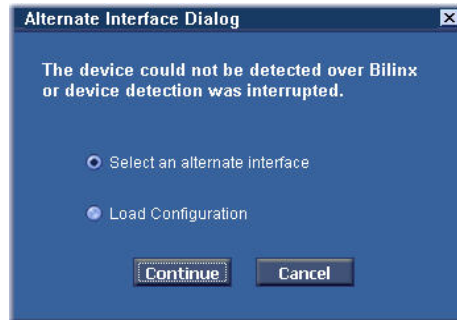 Alternate Interface Dialog
The device could not be detected over Bilinx
or device detection was interrupted.
Select an alternate interface
Load Configuration
Continue
Cancel